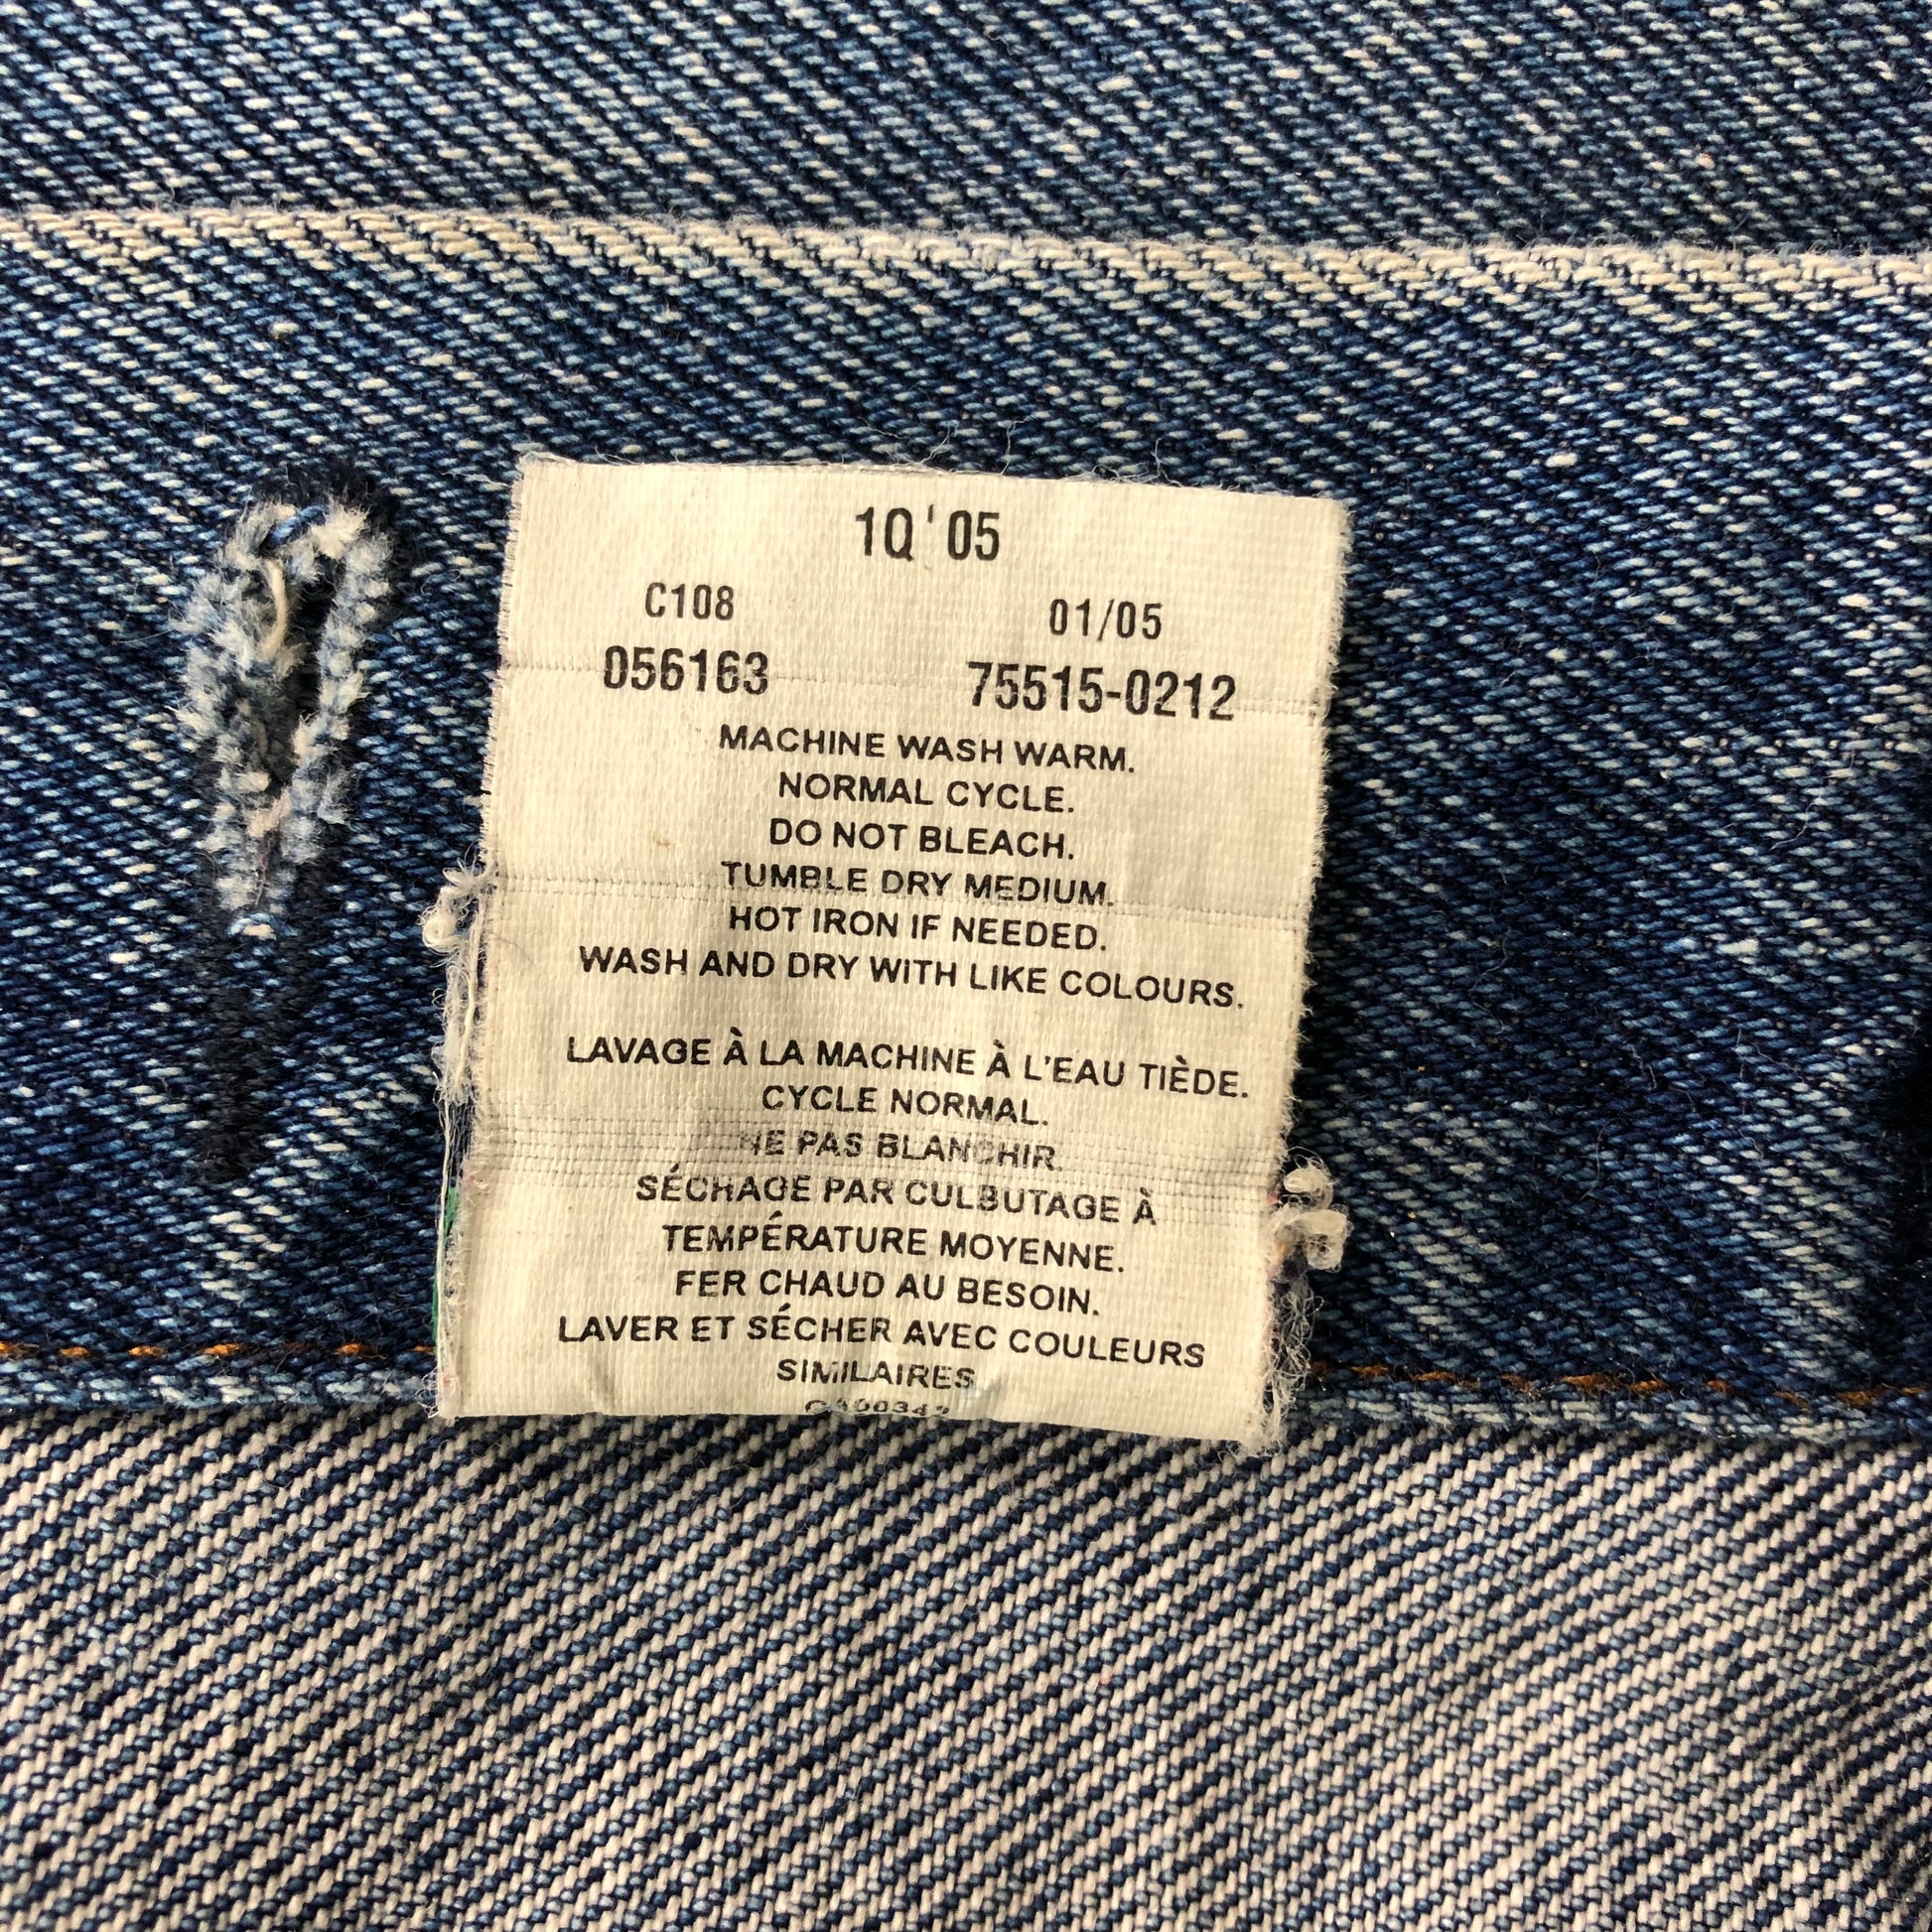 1Q'05
C108 01/05
056163 75515-0212
MACHINE WASH WARM.
NORMAL CYCLE.
DO NOT BLEACH.
TUMBLE DRY MEDIUM.
HOT IRON IF NEEDED.
WASH AND DRY WITH LIKE COLOURS.
LAVAGE À LA MACHINE À L'EAU TIÈDE.
CYCLE NORMAL.
NE PAS BLANCHIR.
SÉCHAGE PAR CULBUTAGE À
TEMPÉRATURE MOYENNE.
FER CHAUD AU BESOIN.
LAVER ET SÉCHER AVEC COULEURS
SIMILAIRES